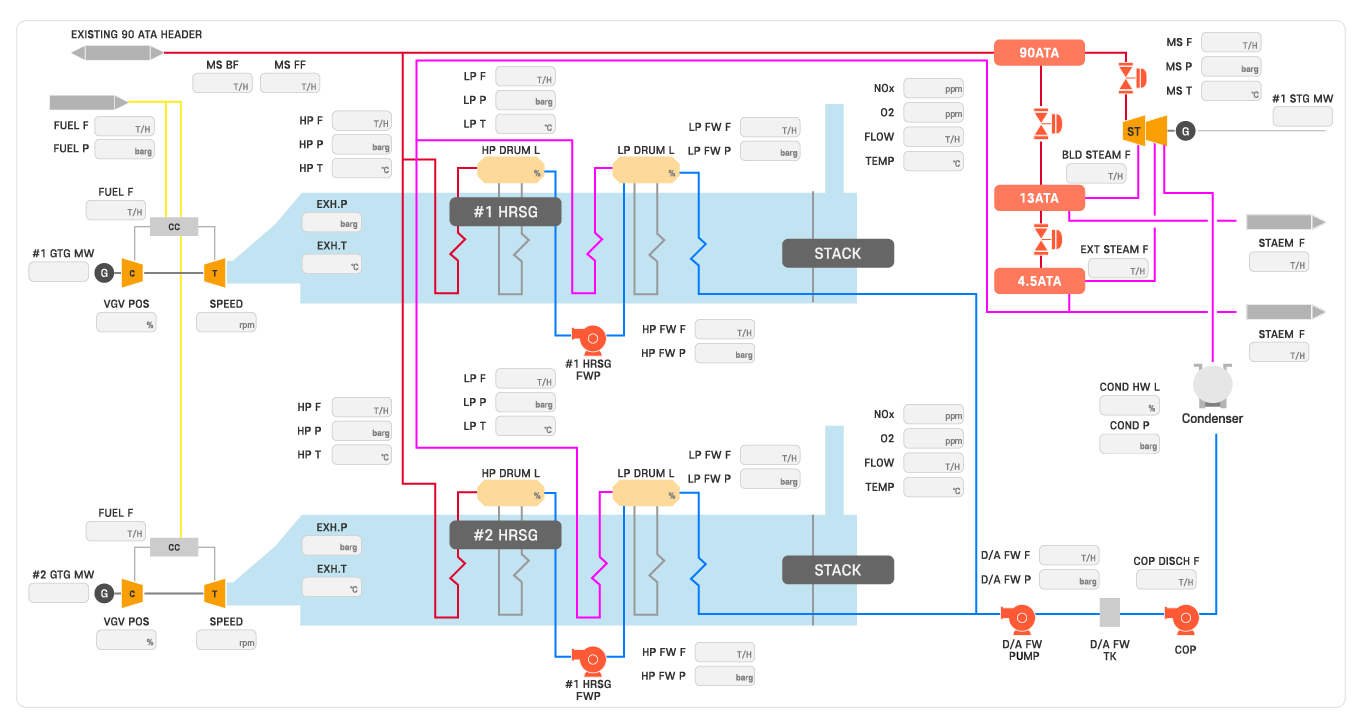 EXISTING 90 ATA HEADER
MS BF
T/H
MS FF
T/H
FUEL F
T/H
FUEL P
barg
HP F
T/H
HP P
barg
HP T
℃
LP F
T/H
LP P
barg
LP T
℃
HP DRUM L
%
LP DRUM L
%
LP FW F
T/H
LP FW P
barg
NOx
ppm
O2
ppm
FLOW
T/H
TEMP
℃
90ATA
13ATA
4.5ATA
MS F
T/H
MS P
barg
MS T
℃
#1 STG MW
ST
G
BLD STEAM F
T/H
EXT STEAM F
T/H
STAEM F
T/H
STAEM F
T/H
FUEL F
T/H
CC
#1 GTG MW
G
C
T
VGV POS
%
SPEED
rpm
EXH.P
barg
EXH.T
℃
#1 HRSG
STACK
#1 HRSG
FWP
HP FW F
T/H
HP FW P
barg
COND HW L
%
COND P
barg
Condenser
HP F
T/H
HP P
barg
HP T
℃
LP F
T/H
LP P
barg
LP T
℃
HP DRUM L
%
LP DRUM L
%
LP FW F
T/H
LP FW P
barg
NOx
ppm
O2
ppm
FLOW
T/H
TEMP
℃
FUEL F
T/H
CC
#2 GTG MW
G
C
T
VGV POS
%
SPEED
rpm
EXH.P
barg
EXH.T
℃
#2 HRSG
STACK
#1 HRSG
FWP
HP FW F
T/H
HP FW P
barg
D/A FW F
T/H
D/A FW P
barg
COP DISCH F
T/H
D/A FW
PUMP
D/A FW
TK
COP